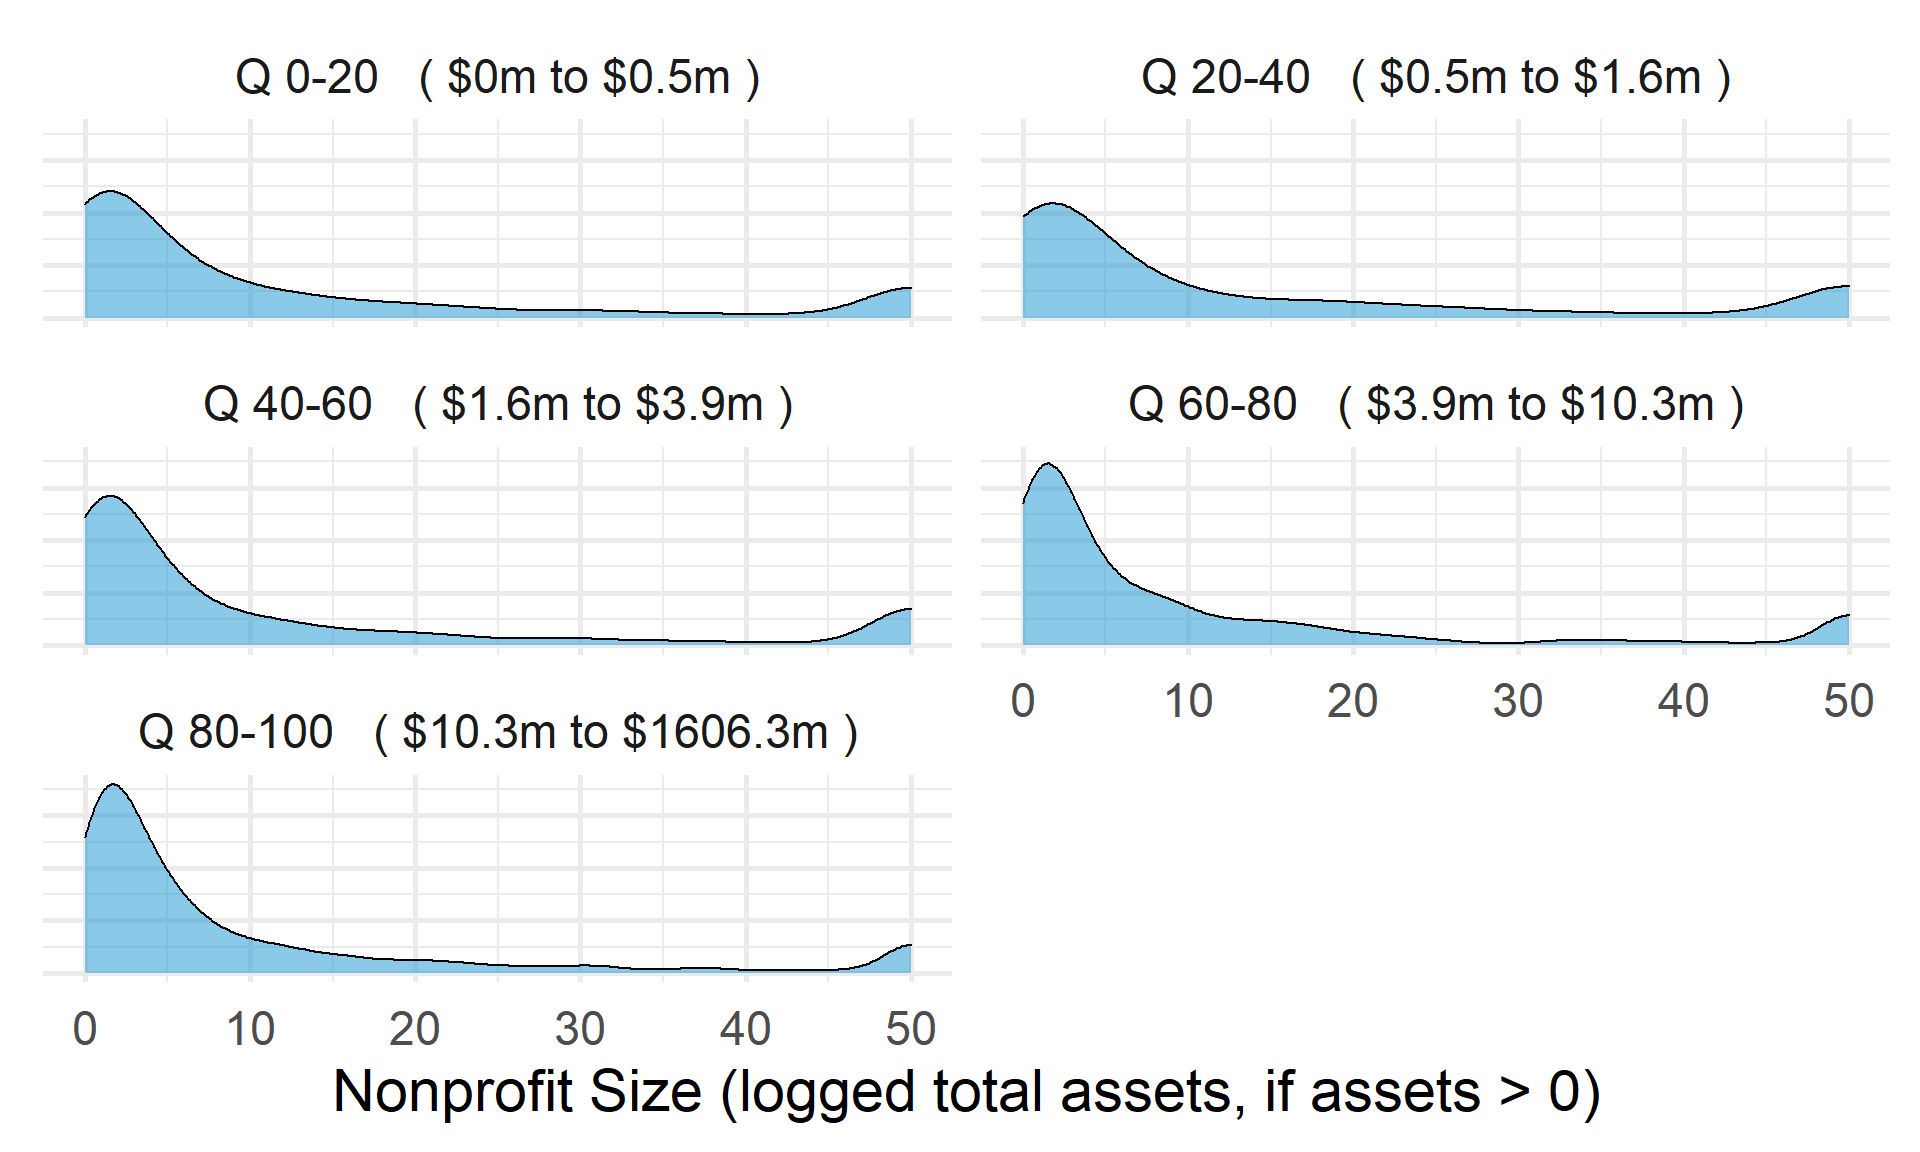 Q 0-20 ( $0m to $0.5m )
Q 20-40 ( $0.5m to $1.6m )
Q 40-60 ( $1.6m to $3.9m )
Q 60-80 ( $3.9m to $10.3m )
0 10 20 30 40 50
Q 80-100 ( $10.3m to $1606.3m )
0 10 20 30 40 50
Nonprofit Size (logged total assets, if assets > 0)